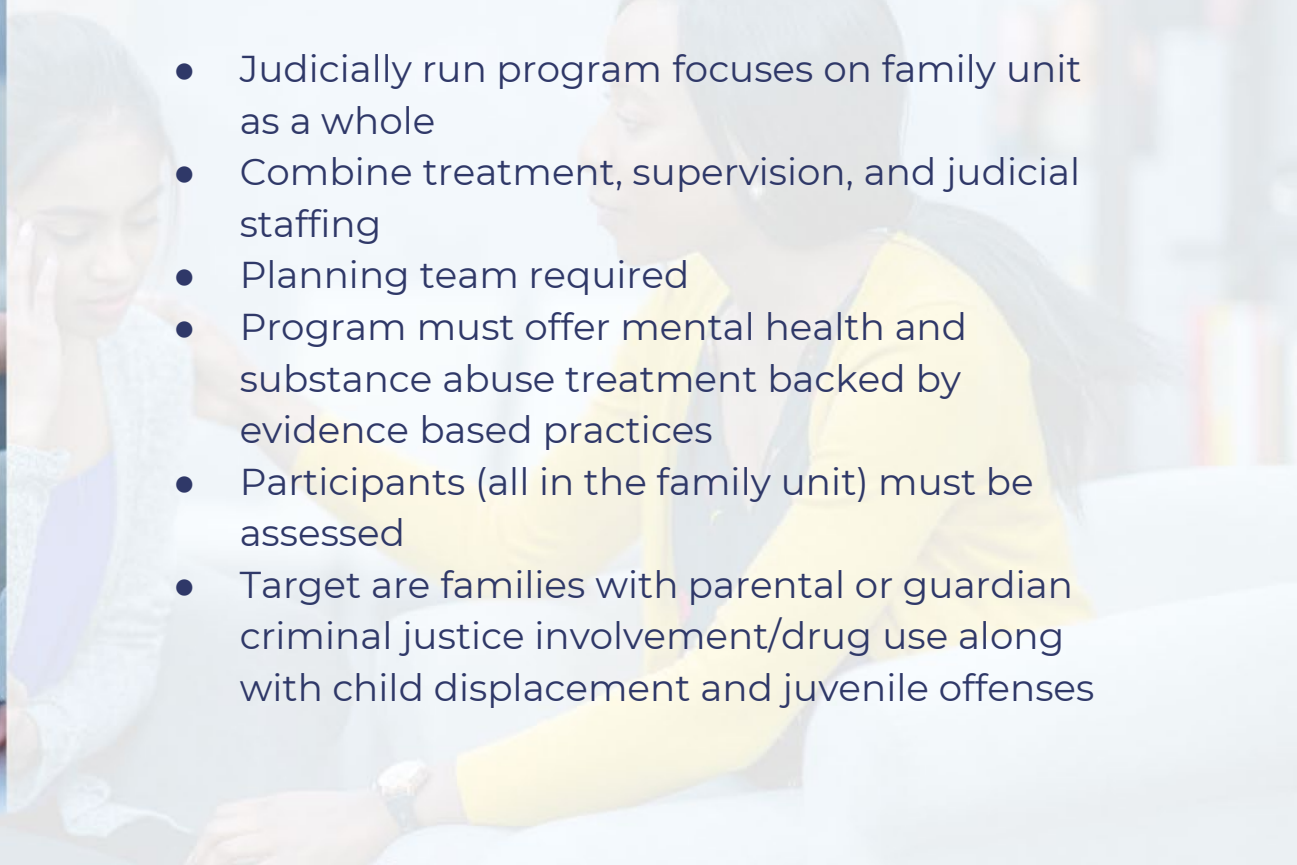 ● Judicially run program focuses on family unit
as a whole
● Combine treatment, supervision, and judicial
staffing
● Planning team required
● Program must offer mental health and
substance abuse treatment backed by
evidence based practices
● Participants (all in the family unit) must be
assessed
● Target are families with parental or guardian
criminal justice involvement/drug use along
with child displacement and juvenile offenses